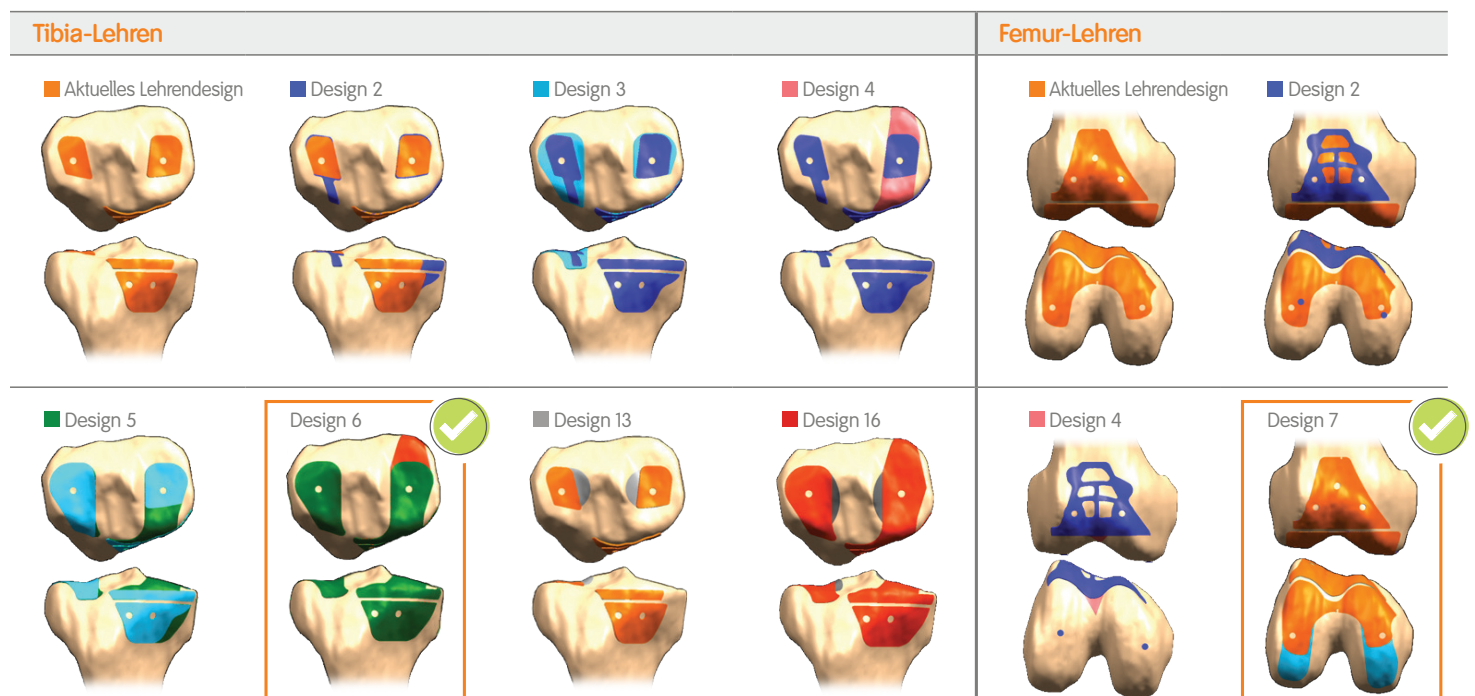 Tibia-Lehren
Femur-Lehren
Aktuelles Lehrendesign
Design 2
Design 3
Design 4
Aktuelles Lehrendesign
Design 2
Design 5
Design 6
Design 13
Design 16
Design 4
Design 7